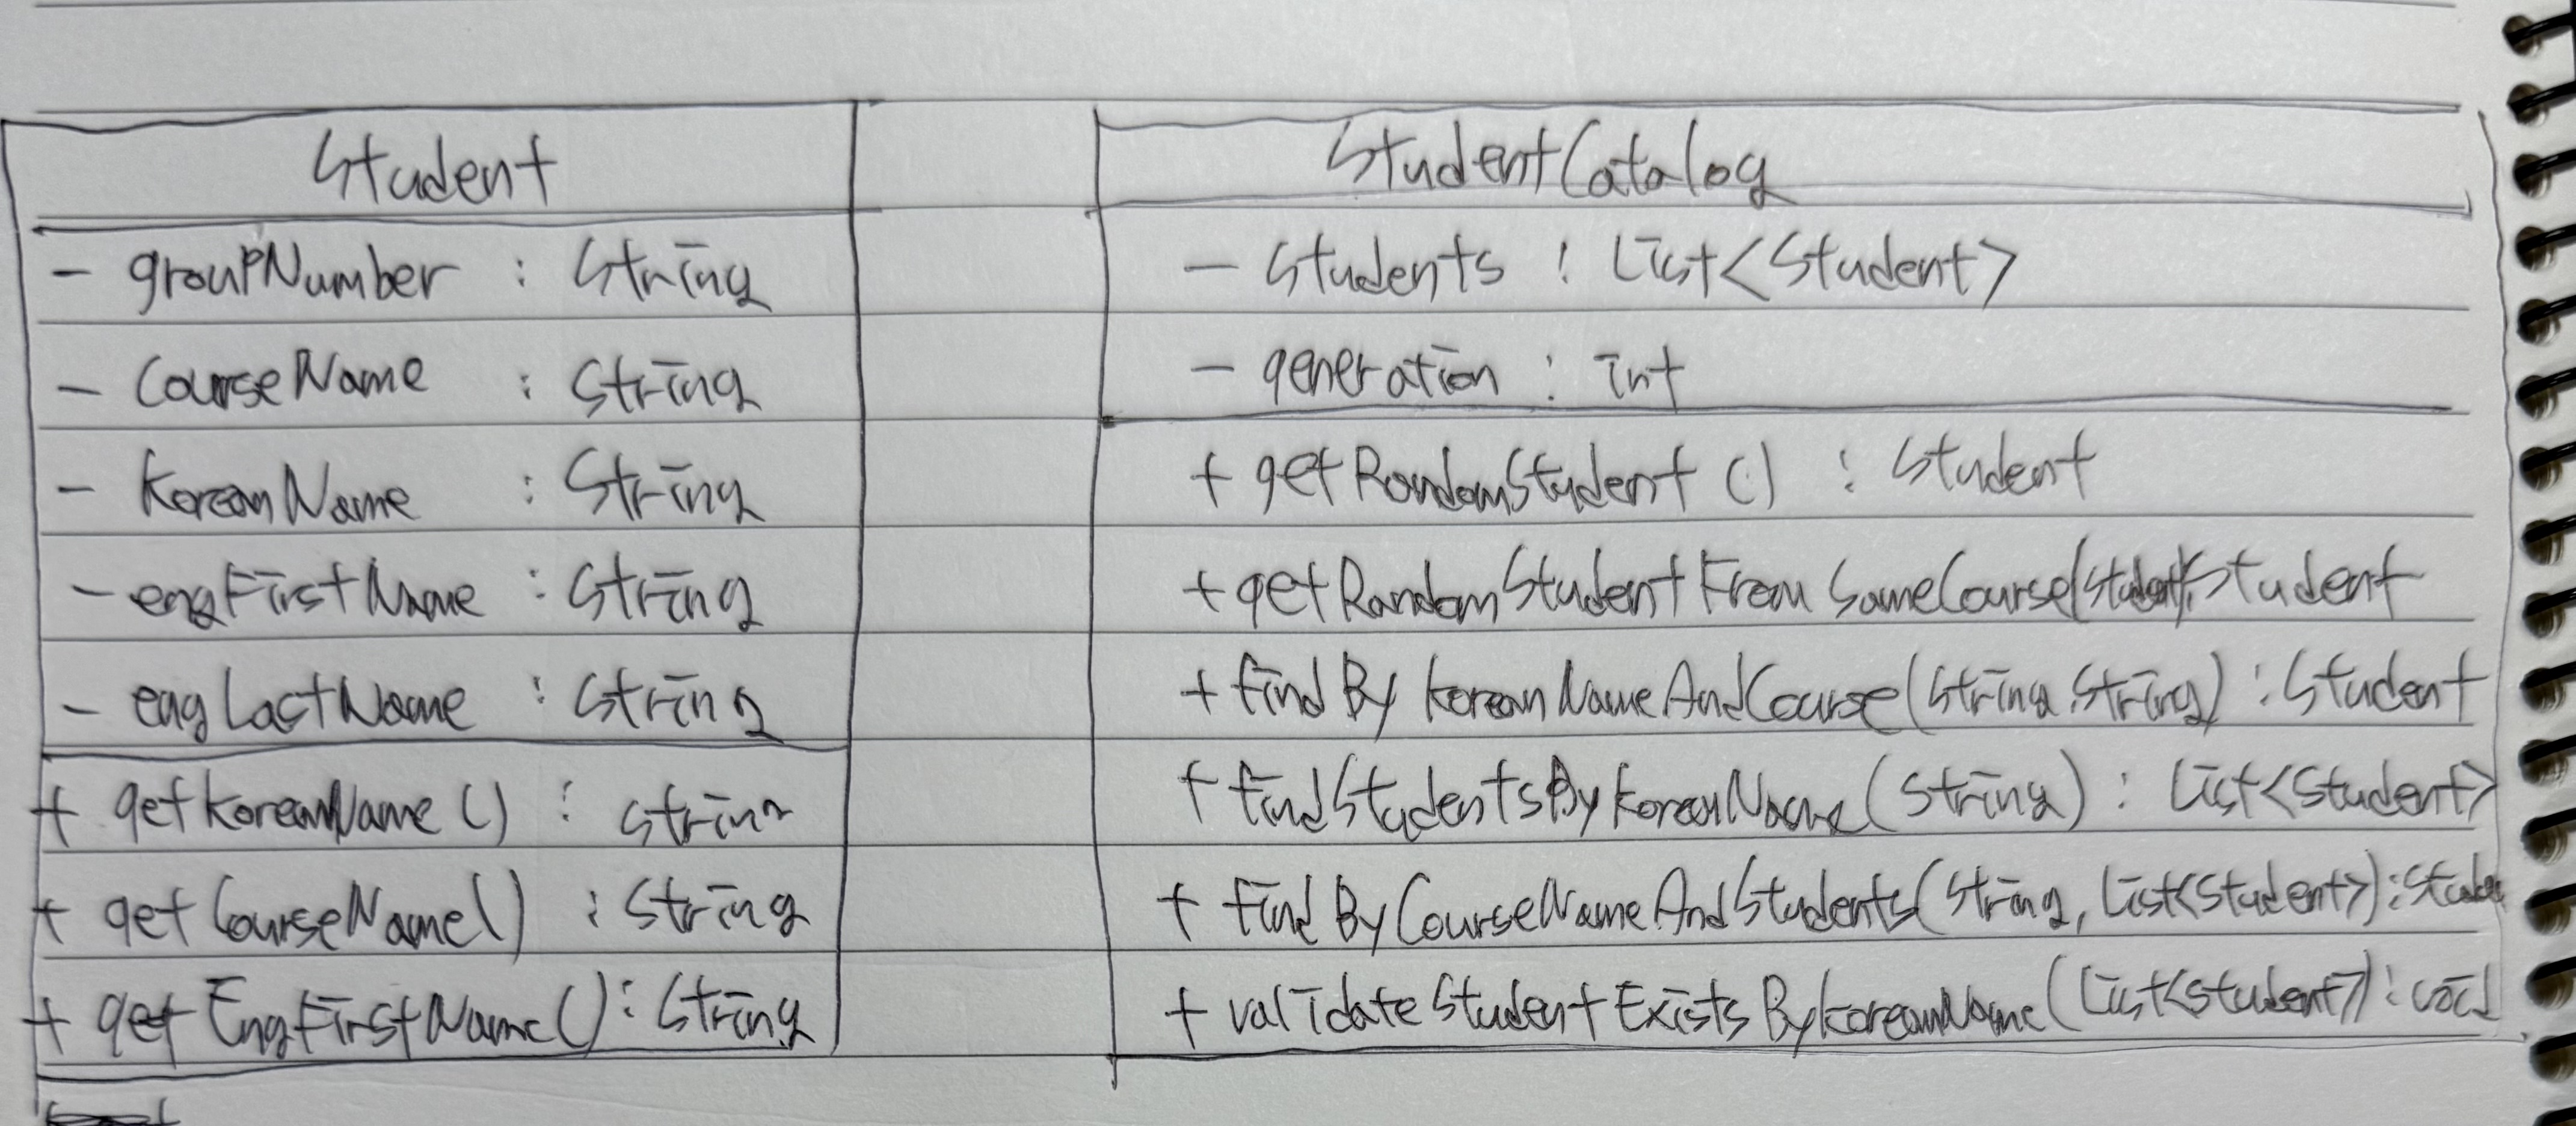 Student
- groupNumber : String
- CourseName : String
- KoreanName : String
- engFirstName : String
- engLastName : String
+ getKoreanName () : String
+ getCourseName() : String
+ getEngFirstName() : String
StudentCatalog
- Students : List<Student>
- generation : int
+ getRandomStudent () : Student
+ getRandomStudentFromSameCourse(Student):Student
+ findByKoreanNameAndCourse(String, String) : Student
+ findStudentsByKoreanName(String) : List<Student>
+ findByCourseNameAndStudents(String, List<Student>):Student
+ validateStudentExistsByKoreanName(List<Student>):void